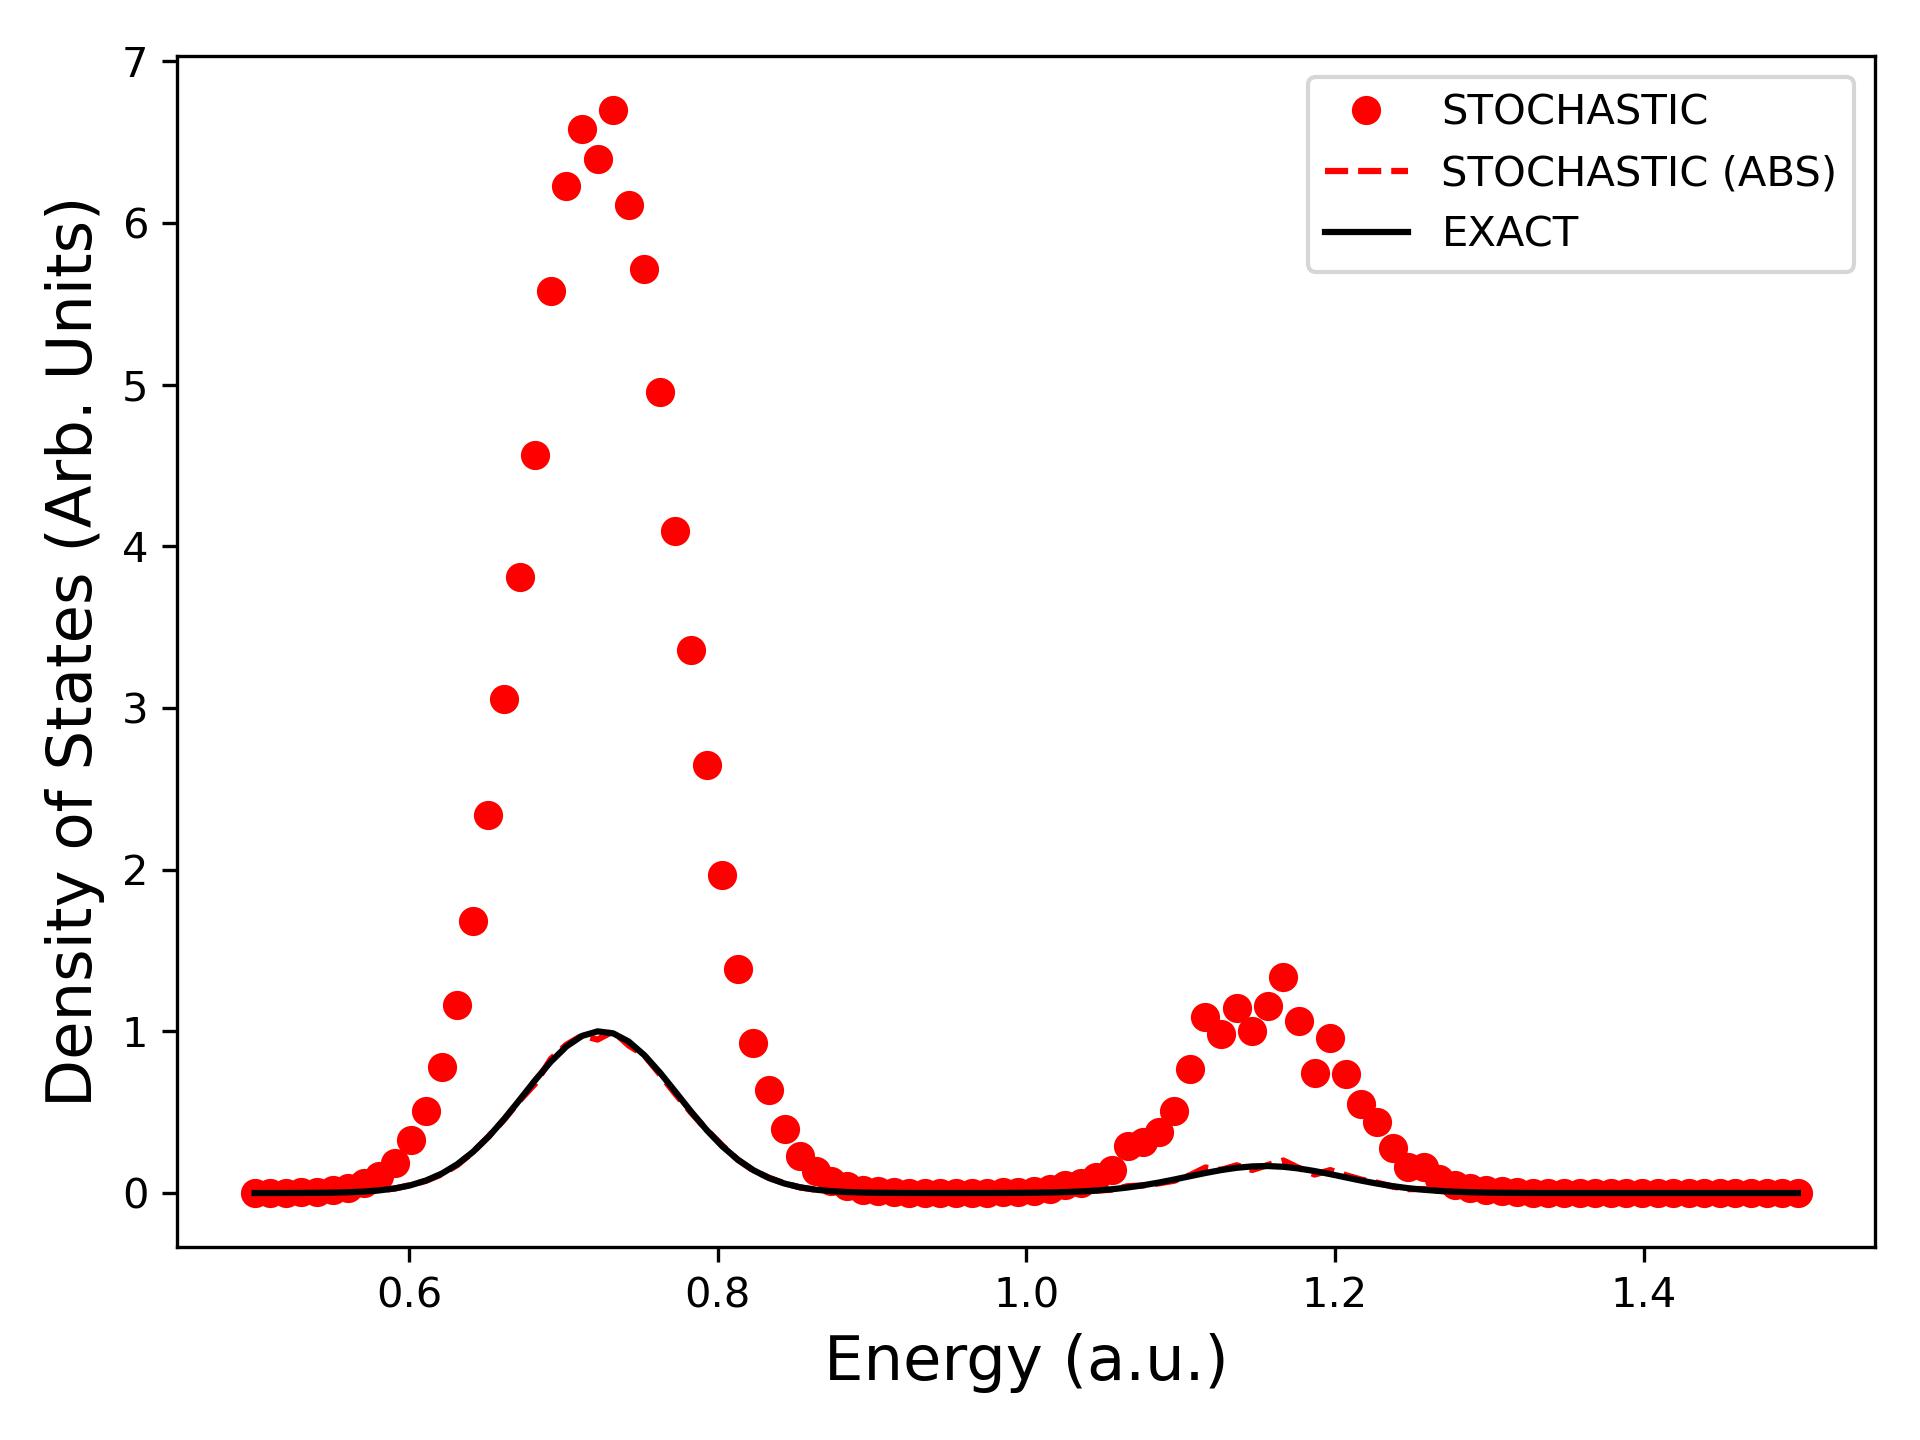 Density of States (Arb. Units)
7
6
5
4
3
2
1
0
STOCHASTIC
STOCHASTIC (ABS)
EXACT
0.6 0.8 1.0 1.2 1.4
Energy (a.u.)